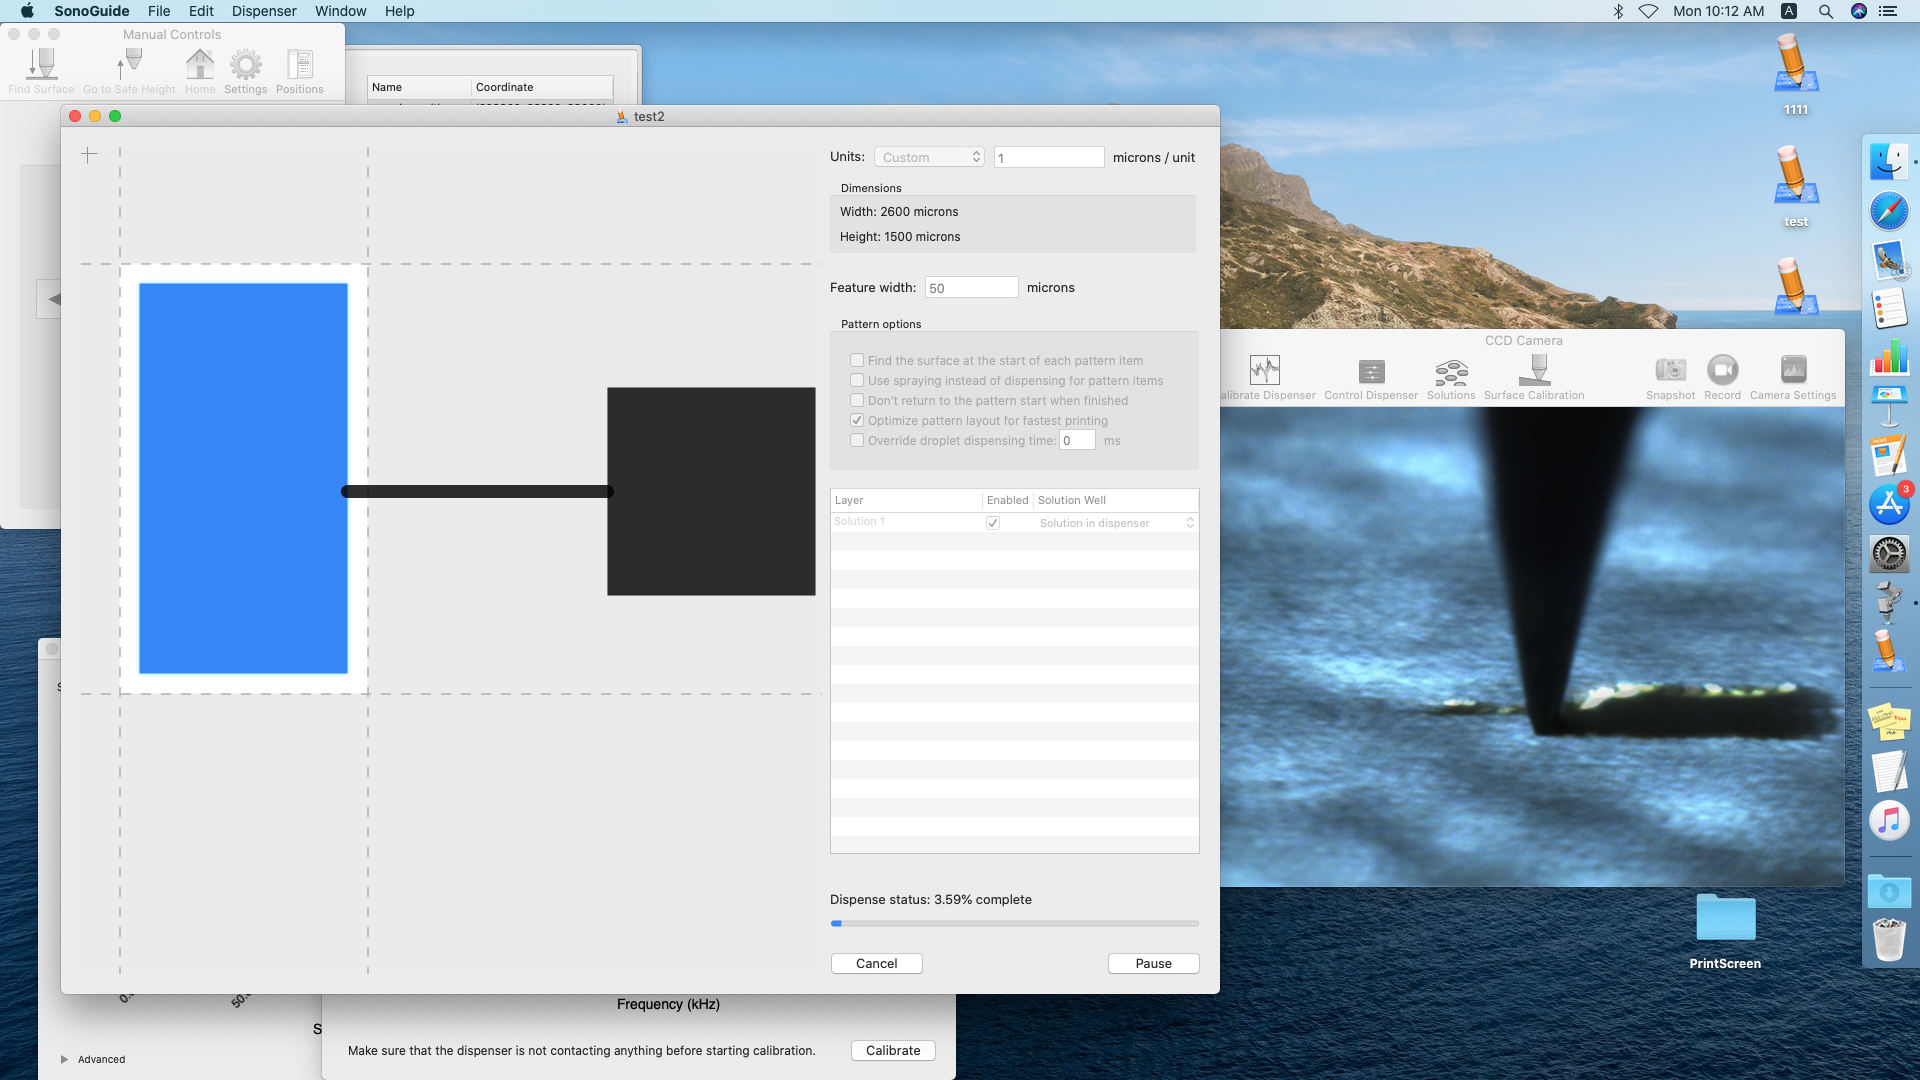 SonoGuide File Edit Dispenser Window Help
Mon 10:12 AM A
Manual Controls
Find Surface Go to Safe Height Home Settings Positions
Name Coordinate
test2
Units: Custom 1 microns / unit
Dimensions
Width: 2600 microns
Height: 1500 microns
Feature width: 50 microns
Pattern options
Find the surface at the start of each pattern item
Use spraying instead of dispensing for pattern items
Don't return to the pattern start when finished
Optimize pattern layout for fastest printing
Override droplet dispensing time: 0 ms
Layer Enabled Solution Well
Solution 1 Solution in dispenser
Dispense status: 3.59% complete
Cancel Pause
1111
test
CCD Camera
alibrate Dispenser Control Dispenser Solutions Surface Calibration Snapshot Record Camera Settings
3
PrintScreen
Frequency (kHz)
S
Make sure that the dispenser is not contacting anything before starting calibration. Calibrate
Advanced